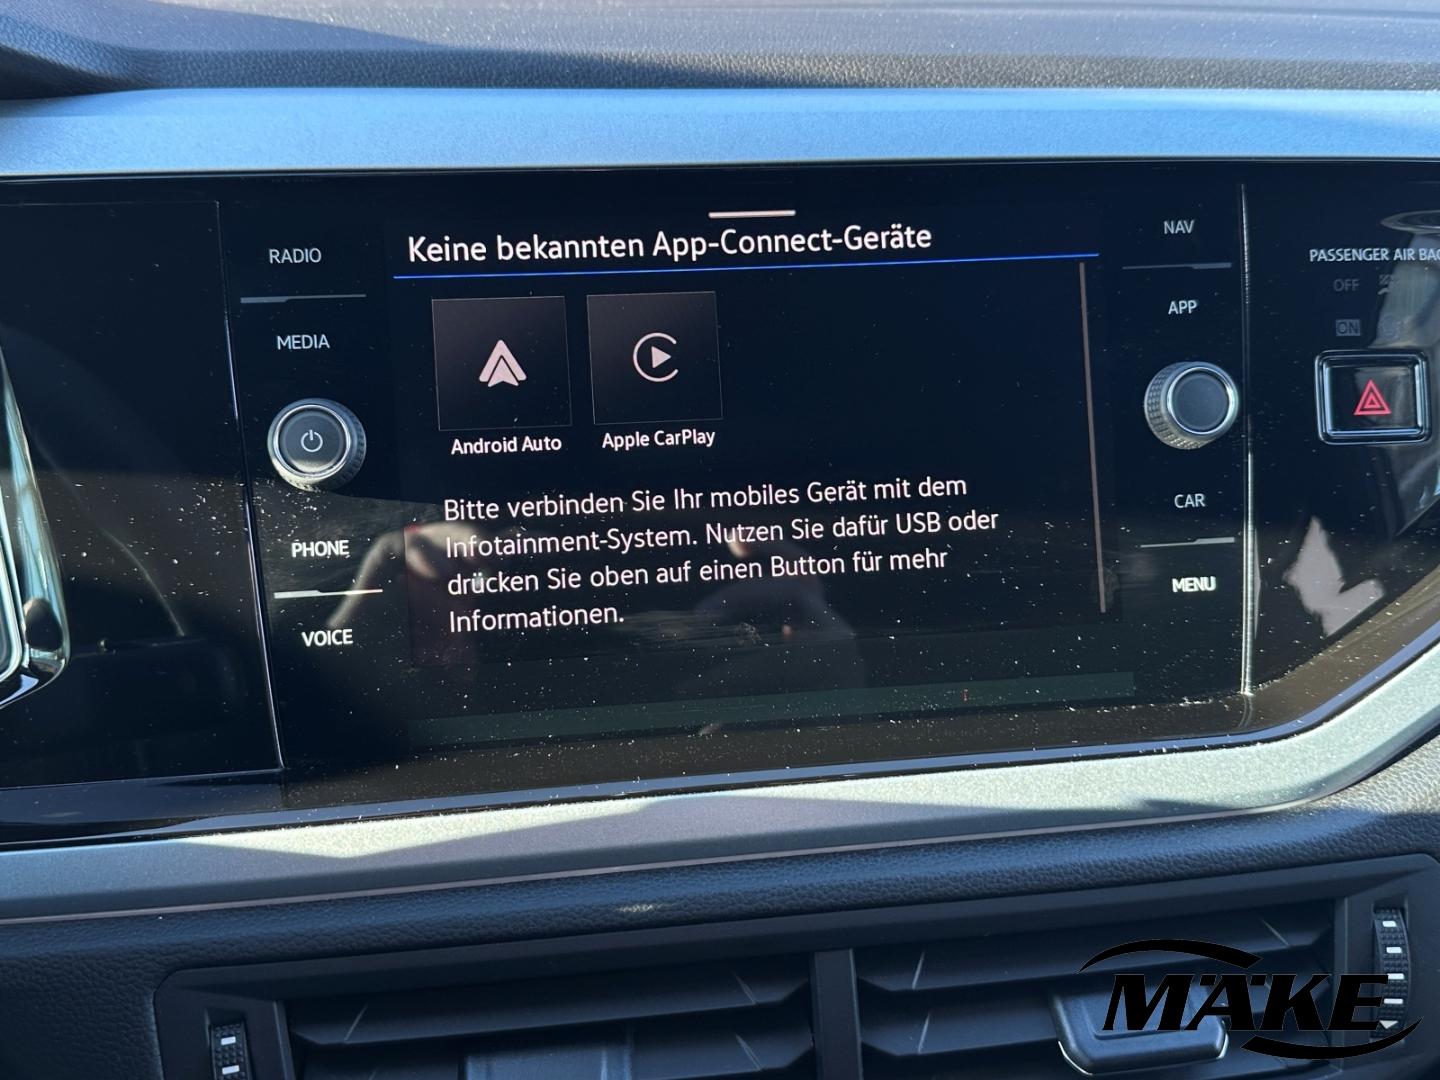 Keine bekannten App-Connect-Geräte
RADIO
MEDIA
PHONE
VOICE
Android Auto
Apple CarPlay
Bitte verbinden Sie Ihr mobiles Gerät mit dem
Infotainment-System. Nutzen Sie dafür USB oder
drücken Sie oben auf einen Button für mehr
Informationen.
NAV
APP
CAR
MENU
PASSENGER AIR BAG
OFF
ON
MÄKE